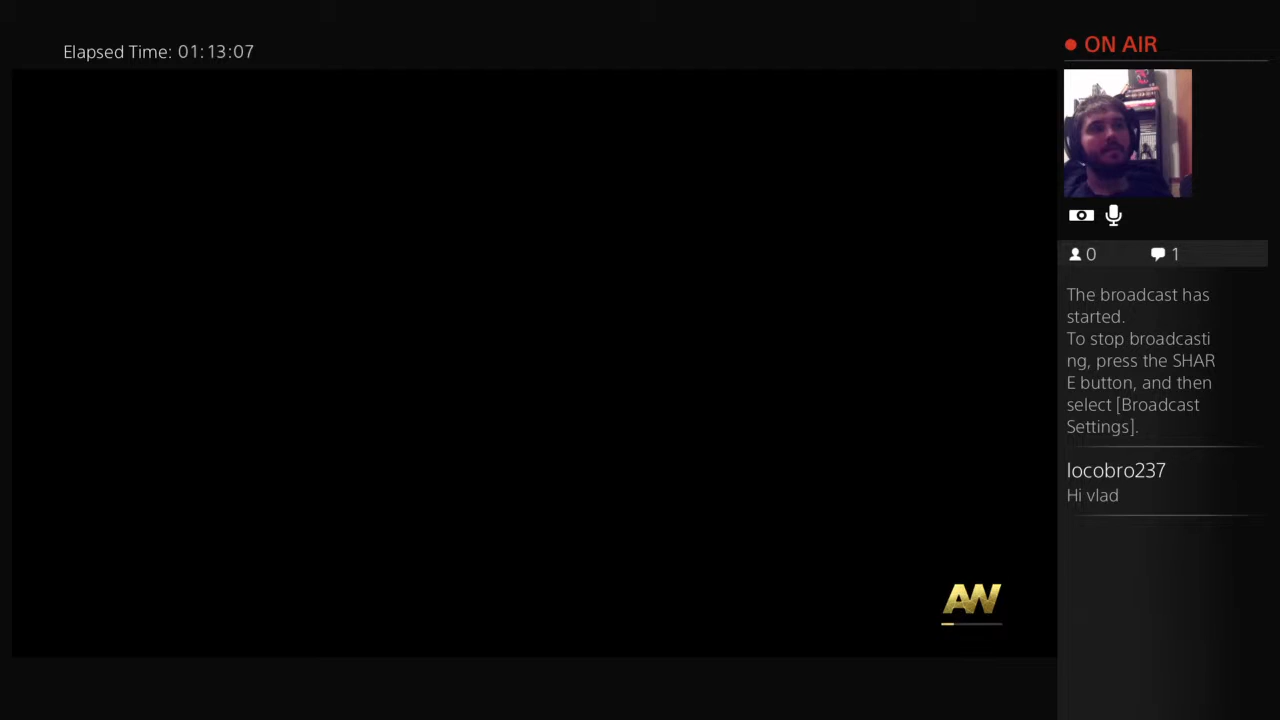 Elapsed Time: 01:13:07
ON AIR
0
1
The broadcast has
started.
To stop broadcasti
ng, press the SHAR
E button, and then
select [Broadcast
Settings].
locobro237
Hi vlad
AW